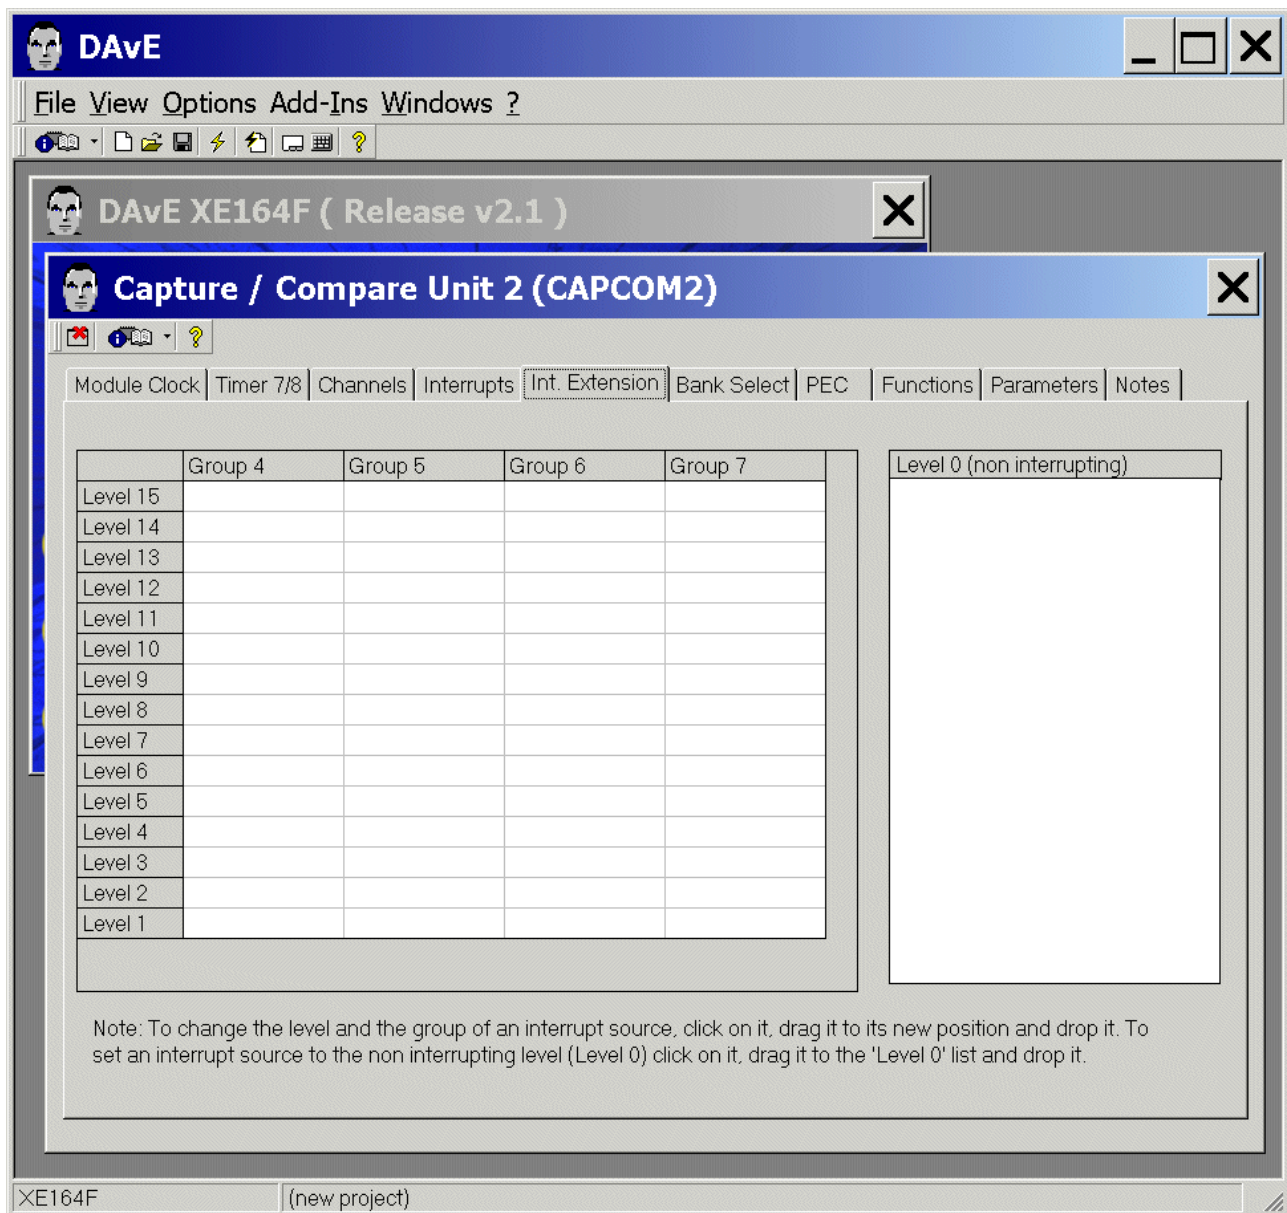 DAvE
File View Options Add-Ins Windows ?
DAvE XE164F ( Release v2.1 )
Capture / Compare Unit 2 (CAPCOM2)
Module Clock Timer 7/8 Channels Interrupts Int. Extension Bank Select PEC Functions Parameters Notes
Group 4 Group 5 Group 6 Group 7 Level 0 (non interrupting)
Level 15
Level 14
Level 13
Level 12
Level 11
Level 10
Level 9
Level 8
Level 7
Level 6
Level 5
Level 4
Level 3
Level 2
Level 1
Note: To change the level and the group of an interrupt source, click on it, drag it to its new position and drop it. To
set an interrupt source to the non interrupting level (Level 0) click on it, drag it to the 'Level 0' list and drop it.
XE164F (new project)